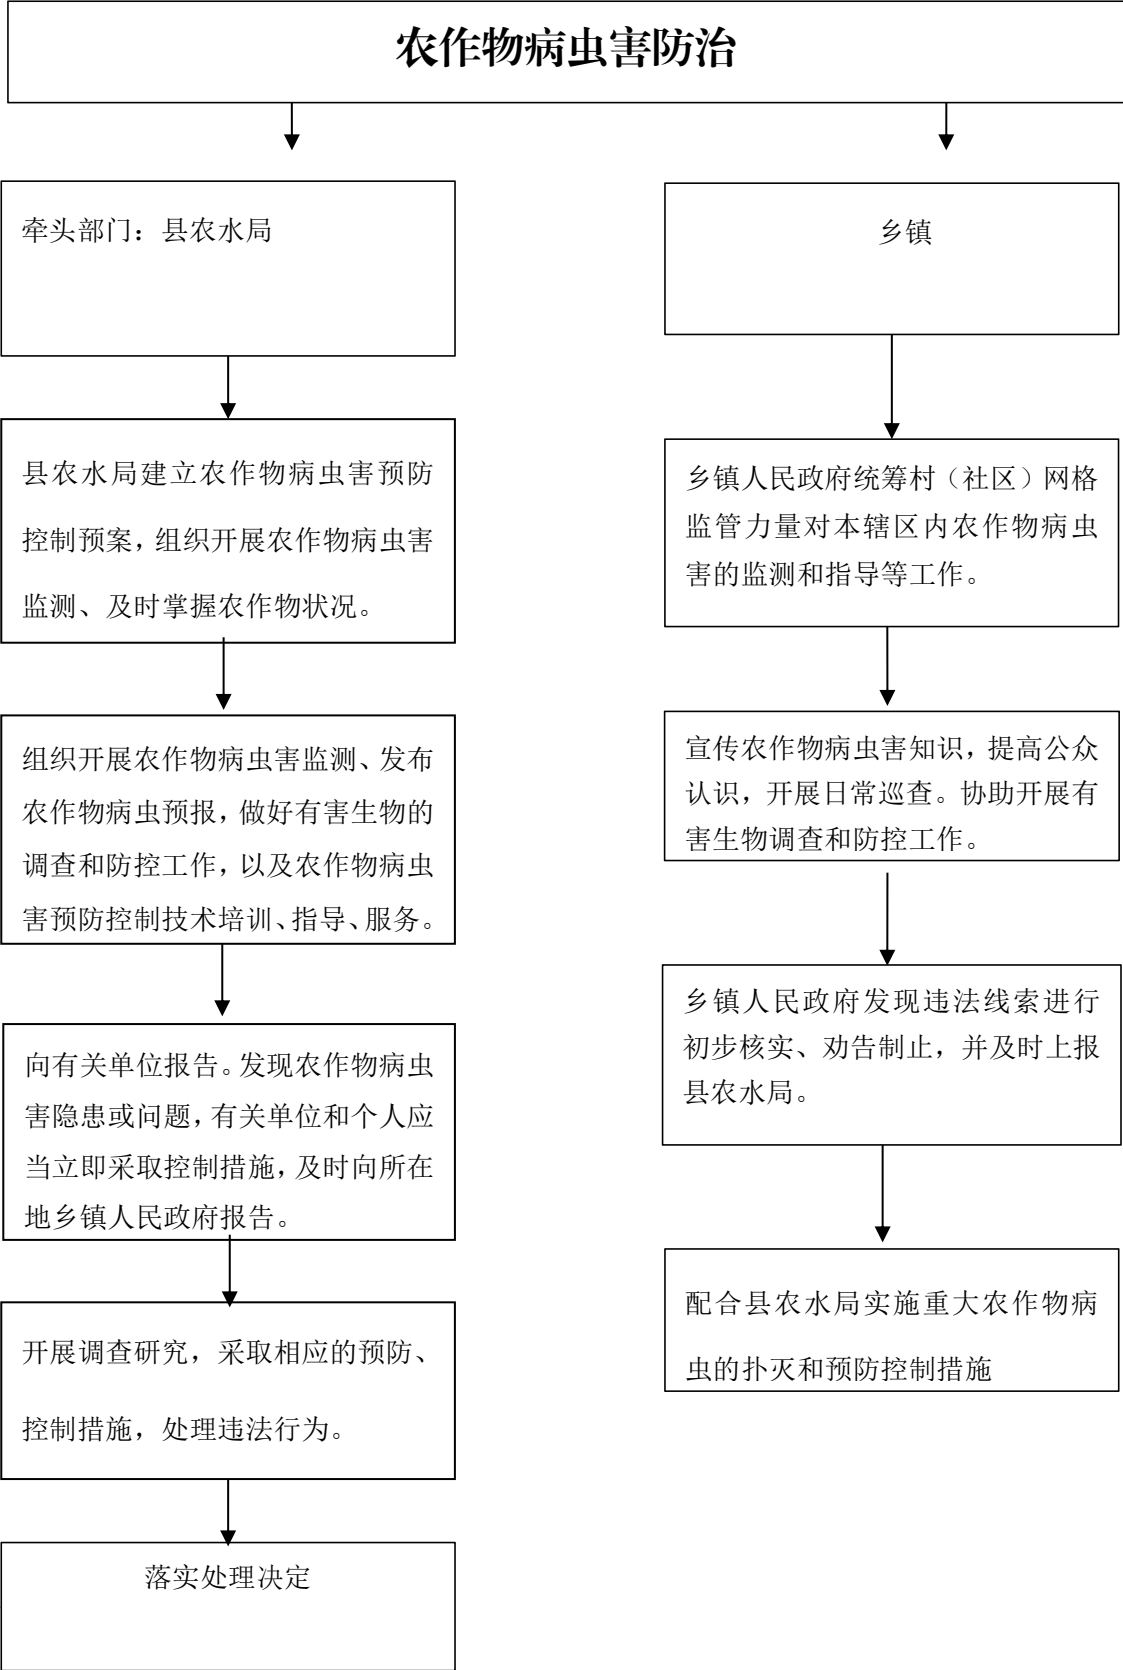 农作物病虫害防治
牵头部门：县农水局
县农水局建立农作物病虫害预防
控制预案，组织开展农作物病虫害
监测、及时掌握农作物状况。
组织开展农作物病虫害监测、发布
农作物病虫预报，做好有害生物的
调查和防控工作，以及农作物病虫
害预防控制技术培训、指导、服务。
向有关单位报告。发现农作物病虫
害隐患或问题，有关单位和个人应
当立即采取控制措施，及时向所在
地乡镇人民政府报告。
开展调查研究，采取相应的预防、
控制措施，处理违法行为。
落实处理决定
乡镇
乡镇人民政府统筹村（社区）网格
监管力量对本辖区内农作物病虫
害的监测和指导等工作。
宣传农作物病虫害知识，提高公众
认识，开展日常巡查。协助开展有
害生物调查和防控工作。
乡镇人民政府发现违法线索进行
初步核实、劝告制止，并及时上报
县农水局。
配合县农水局实施重大农作物病
虫的扑灭和预防控制措施